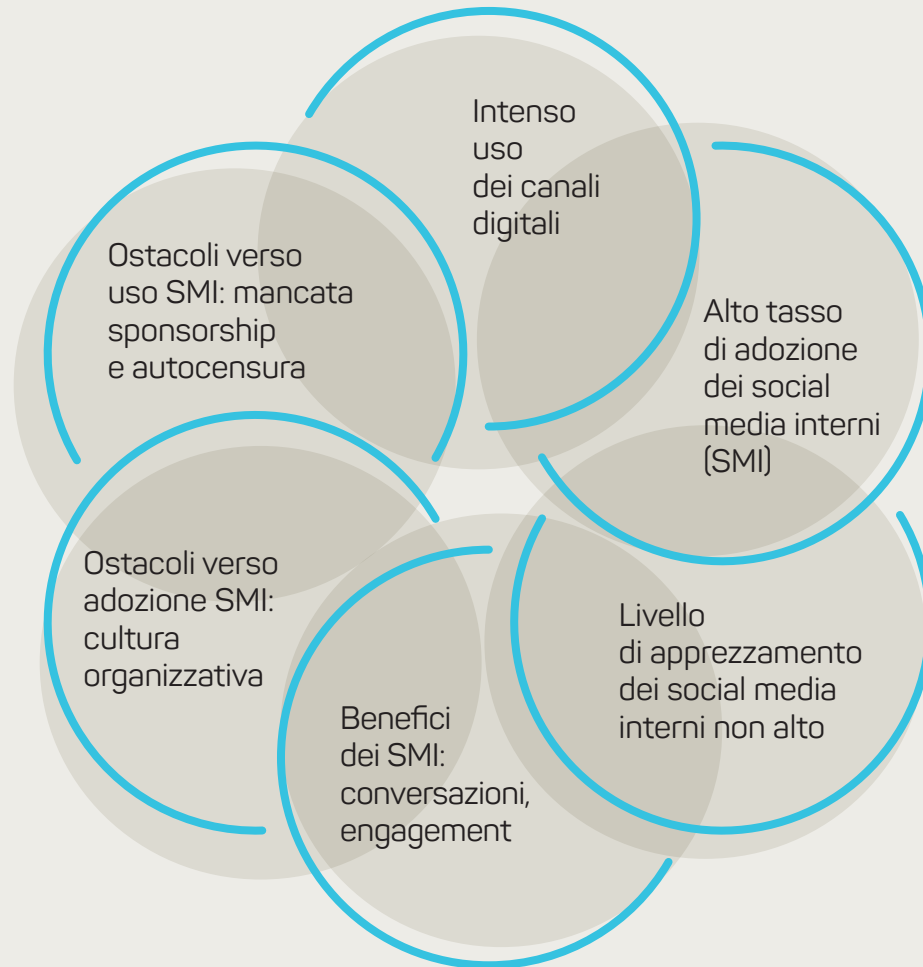 Intenso
uso
dei canali
digitali
Alto tasso
di adozione
dei social
media interni
(SMI)
Livello
di apprezzamento
dei social media
interni non alto
Benefici
dei SMI:
conversazioni,
engagement
Ostacoli verso
adozione SMI:
cultura
organizzativa
Ostacoli verso
uso SMI: mancata
sponsorship
e autocensura